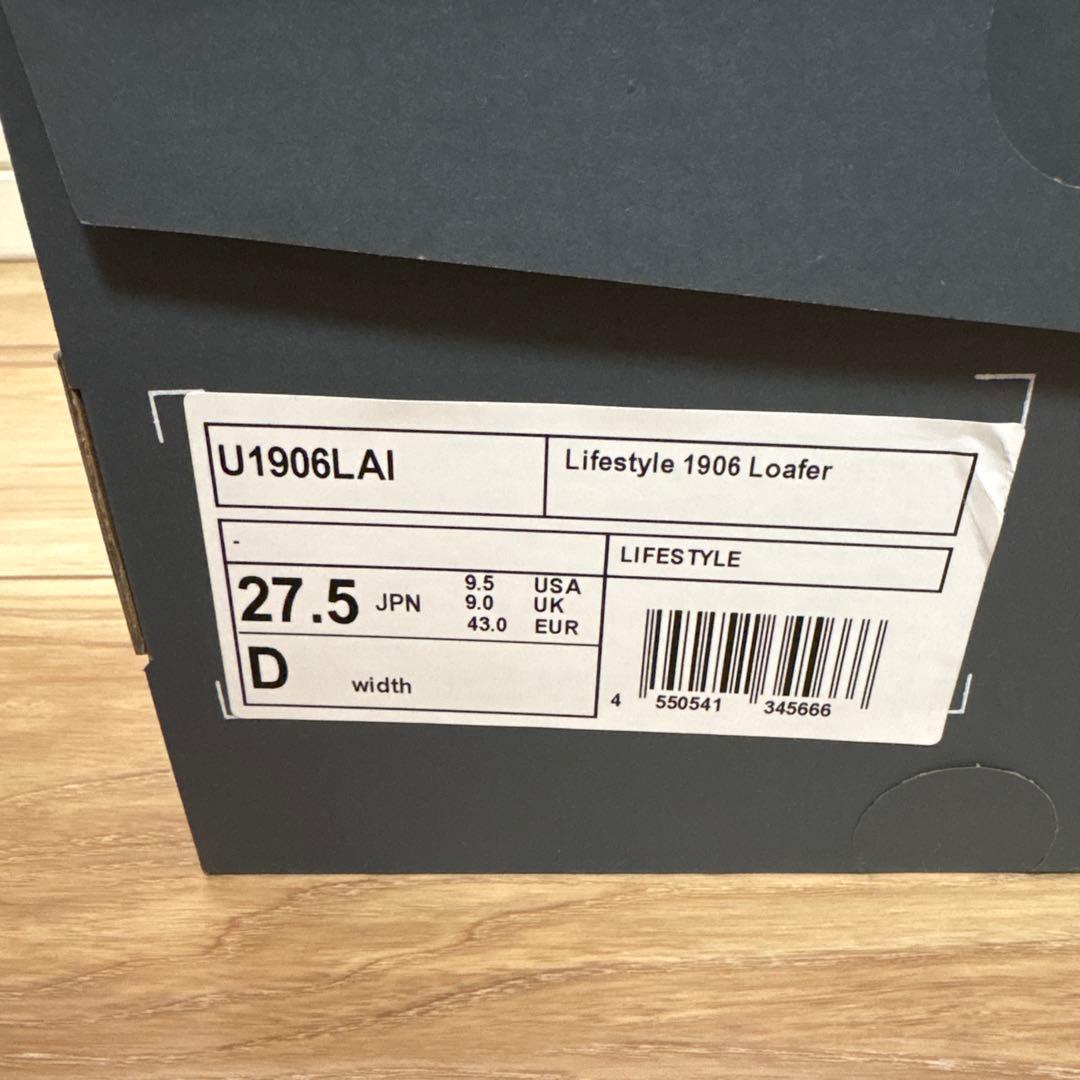 U1906LAI
Lifestyle 1906 Loafer
-
LIFESTYLE
27.5 JPN
9.5 USA
9.0 UK
43.0 EUR
D width
4 550541 345666